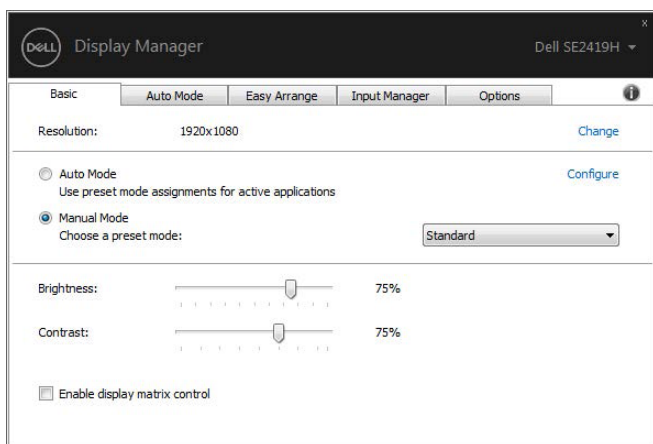 x
DELL Display Manager Dell SE2419H
Basic Auto Mode Easy Arrange Input Manager Options
Resolution: 1920x1080 Change
Auto Mode Configure
Use preset mode assignments for active applications
Manual Mode
Choose a preset mode: Standard
Brightness: 75%
Contrast: 75%
Enable display matrix control